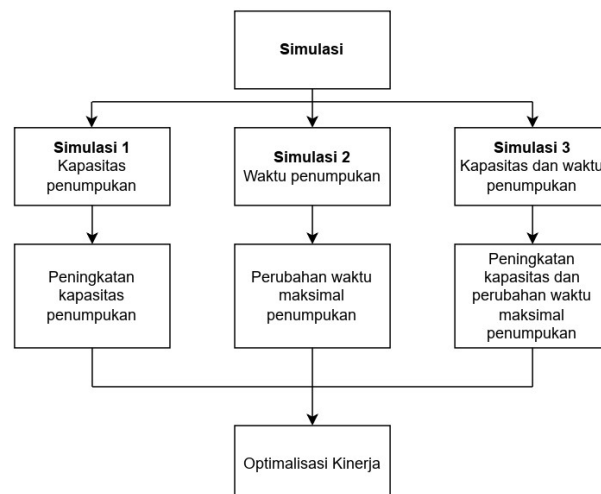 Simulasi
Simulasi 1
Kapasitas
penumpukan
Simulasi 2
Waktu penumpukan
Simulasi 3
Kapasitas dan waktu
penumpukan
Peningkatan
kapasitas
penumpukan
Perubahan waktu
maksimal
penumpukan
Peningkatan
kapasitas dan
perubahan waktu
maksimal
penumpukan
Optimalisasi Kinerja